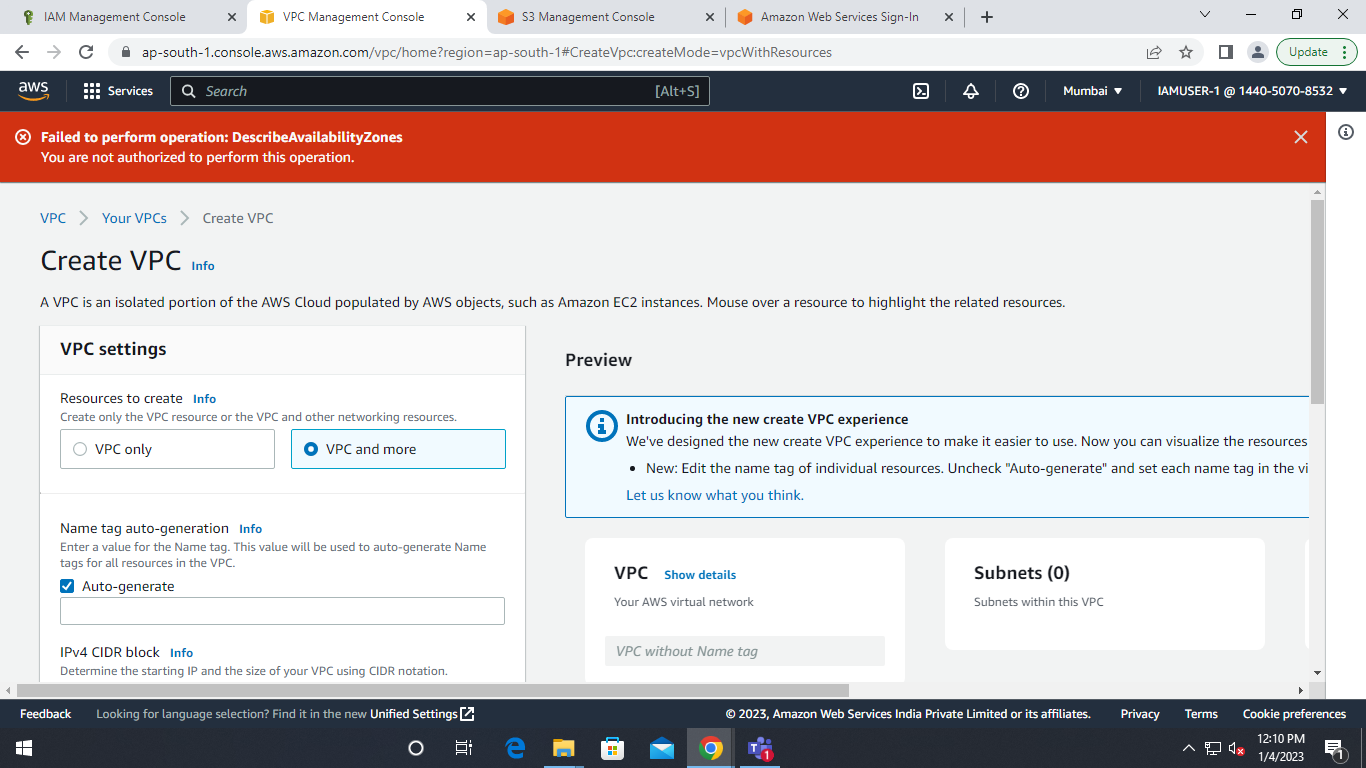 IAM Management Console
VPC Management Console
S3 Management Console
Amazon Web Services Sign-In
ap-south-1.console.aws.amazon.com/vpc/home?region=ap-south-1#CreateVpc:createMode=vpcWithResources
Update
aws
Services
Search
[Alt+S]
Mumbai
IAMUSER-1 @ 1440-5070-8532
Failed to perform operation: DescribeAvailabilityZones
You are not authorized to perform this operation.
VPC
Your VPCs
Create VPC
Create VPC Info
A VPC is an isolated portion of the AWS Cloud populated by AWS objects, such as Amazon EC2 instances. Mouse over a resource to highlight the related resources.
VPC settings
Resources to create Info
Create only the VPC resource or the VPC and other networking resources.
VPC only
VPC and more
Name tag auto-generation Info
Enter a value for the Name tag. This value will be used to auto-generate Name
tags for all resources in the VPC.
Auto-generate
IPv4 CIDR block Info
Determine the starting IP and the size of your VPC using CIDR notation.
Preview
Introducing the new create VPC experience
We've designed the new create VPC experience to make it easier to use. Now you can visualize the resources
New: Edit the name tag of individual resources. Uncheck "Auto-generate" and set each name tag in the vi
Let us know what you think.
VPC Show details
Your AWS virtual network
VPC without Name tag
Subnets (0)
Subnets within this VPC
Feedback
Looking for language selection? Find it in the new Unified Settings
© 2023, Amazon Web Services India Private Limited or its affiliates.
Privacy
Terms
Cookie preferences
1
12:10 PM
1/4/2023
1